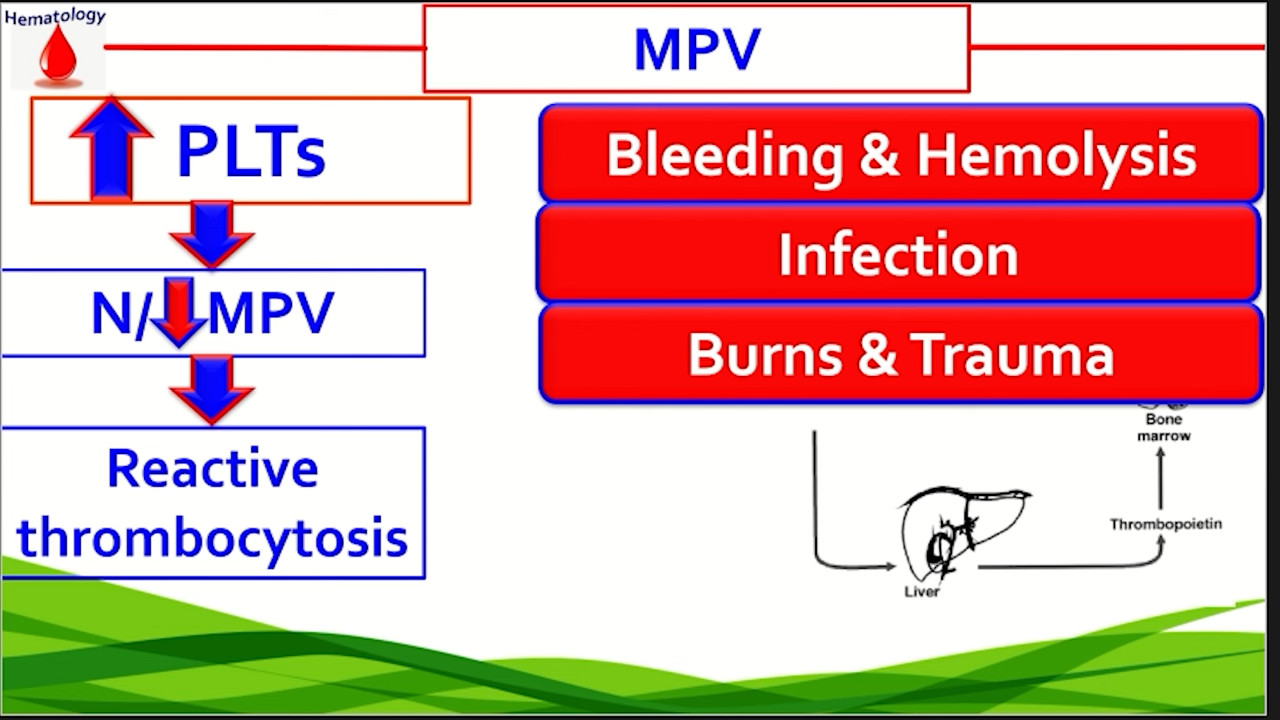 Hematology
MPV
PLTs
N/ MPV
Reactive
thrombocytosis
Bleeding & Hemolysis
Infection
Burns & Trauma
Bone
marrow
Thrombopoietin
Liver